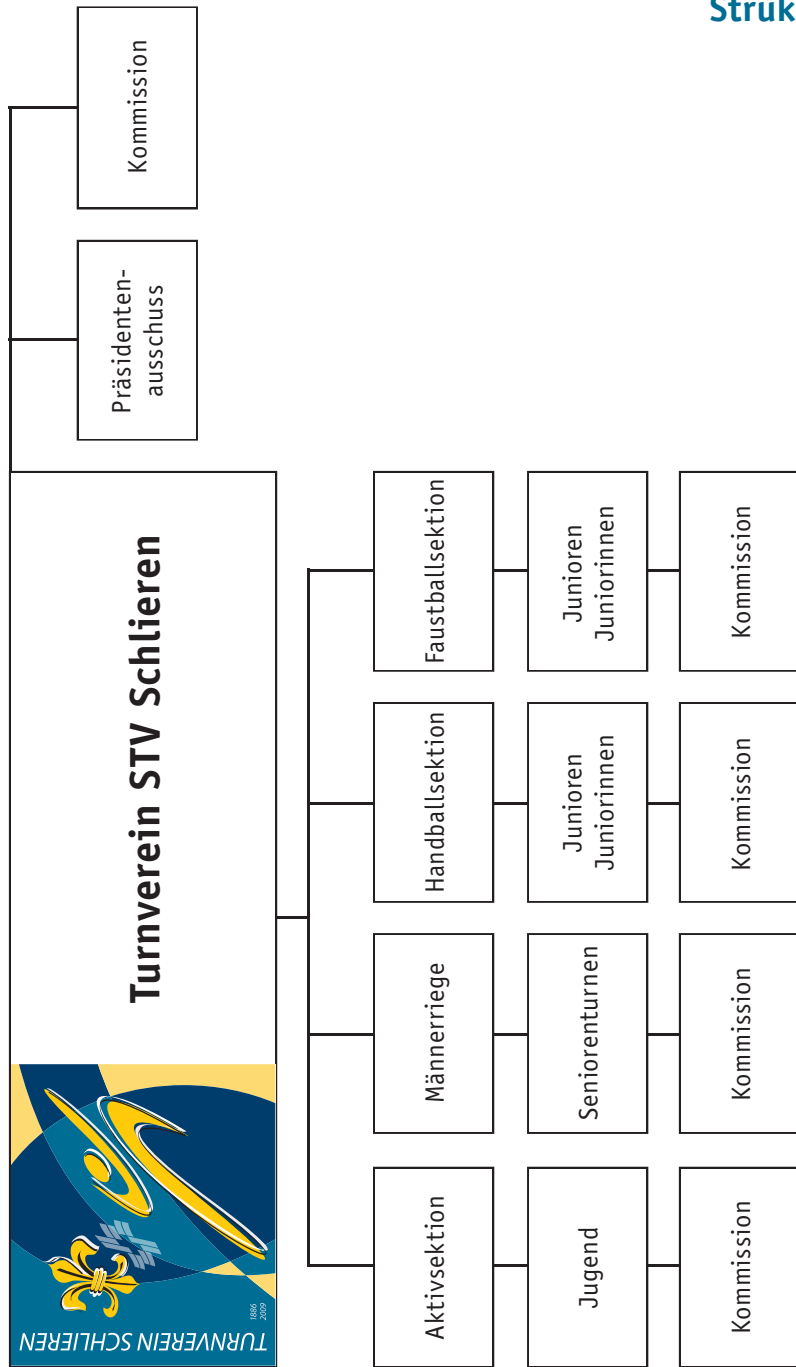 Struk
TURNVEREIN SCHLIEREN
1886
2009
Turnverein STV Schlieren
Präsidenten-
ausschuss
Kommission
Aktivsektion
Männerriege
Handballsektion
Faustballsektion
Jugend
Seniorenturnen
Junioren
Juniorinnen
Junioren
Juniorinnen
Kommission
Kommission
Kommission
Kommission